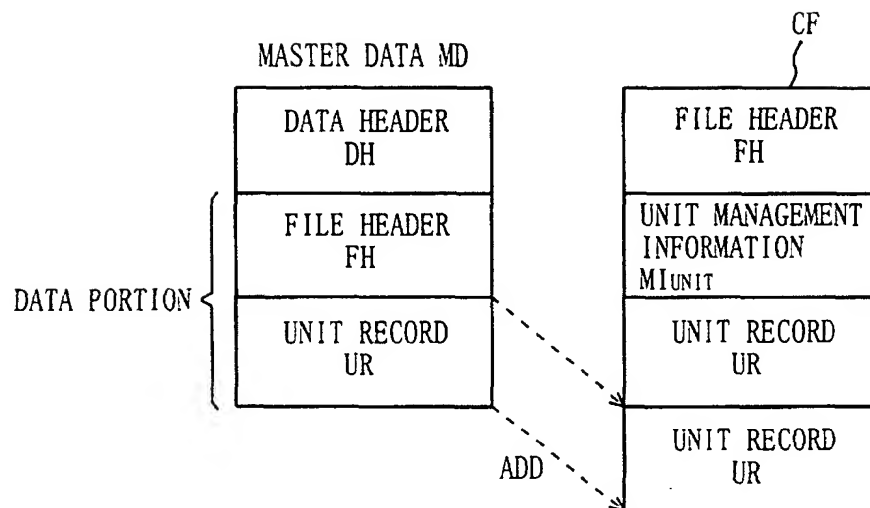 MASTER DATA MD
DATA HEADER
DH
FILE HEADER
FH
UNIT RECORD
UR
DATA PORTION
ADD
CF
FILE HEADER
FH
UNIT MANAGEMENT
INFORMATION
MIUNIT
UNIT RECORD
UR
UNIT RECORD
UR